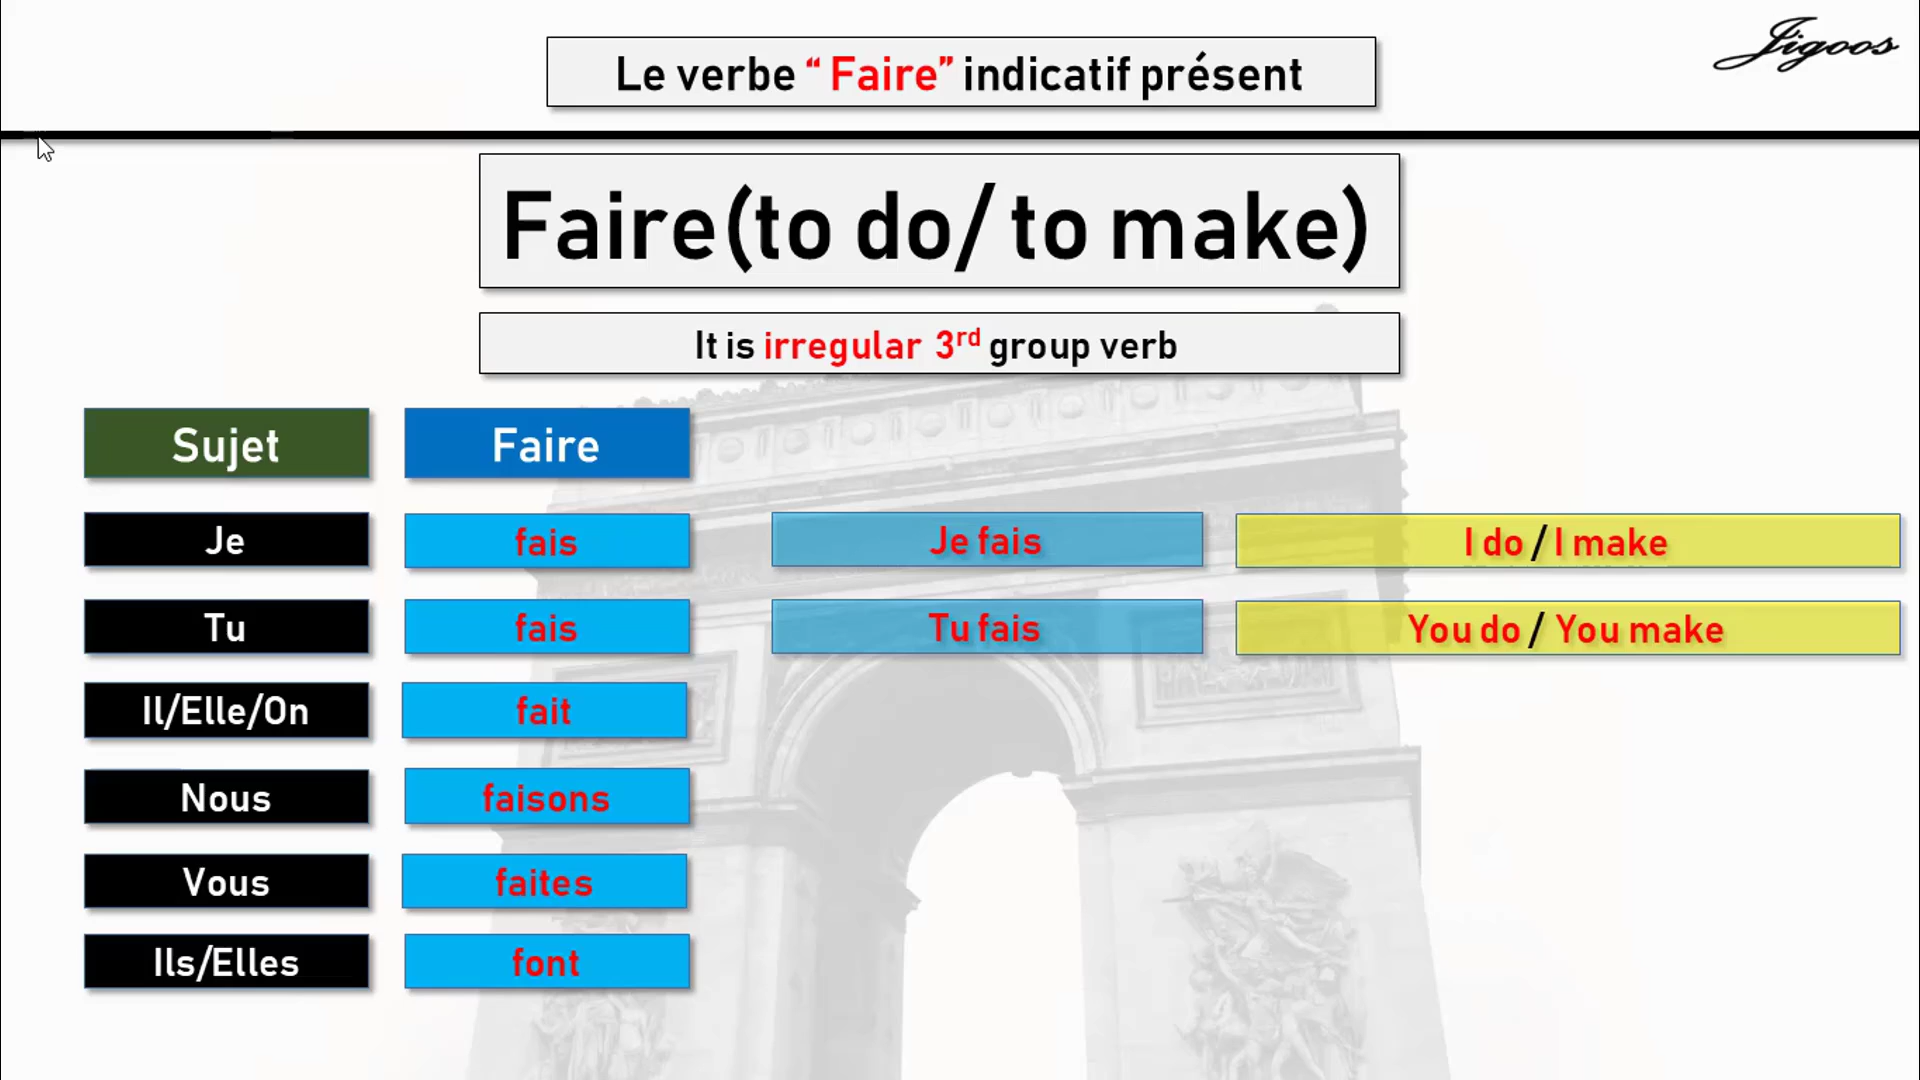 Jigoos
Le verbe “ Faire” indicatif présent
Faire(to do/ to make)
It is irregular 3rd group verb
Sujet Faire
Je fais Je fais I do / I make
Tu fais Tu fais You do / You make
Il/Elle/On fait
Nous faisons
Vous faites
Ils/Elles font